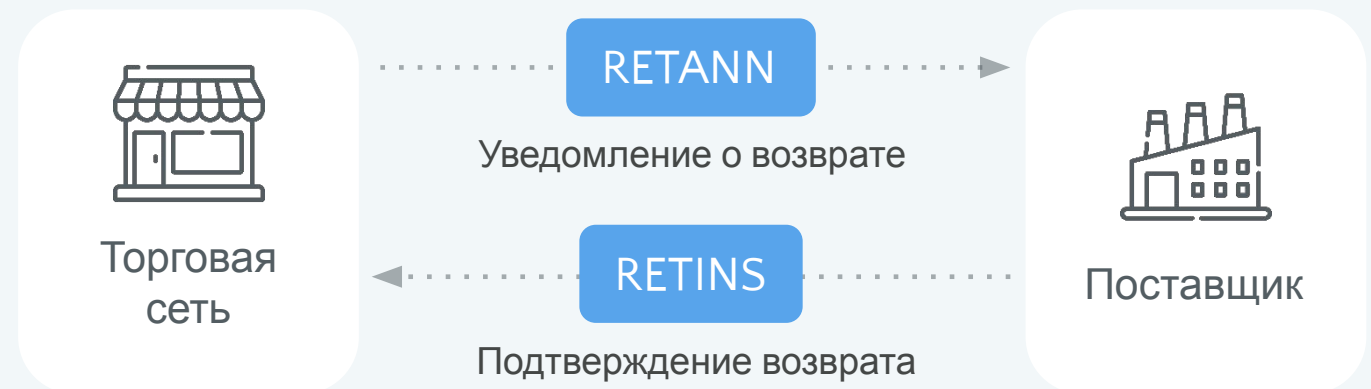 RETANN
Уведомление о возврате
Торговая
сеть
RETINS
Поставщик
Подтверждение возврата